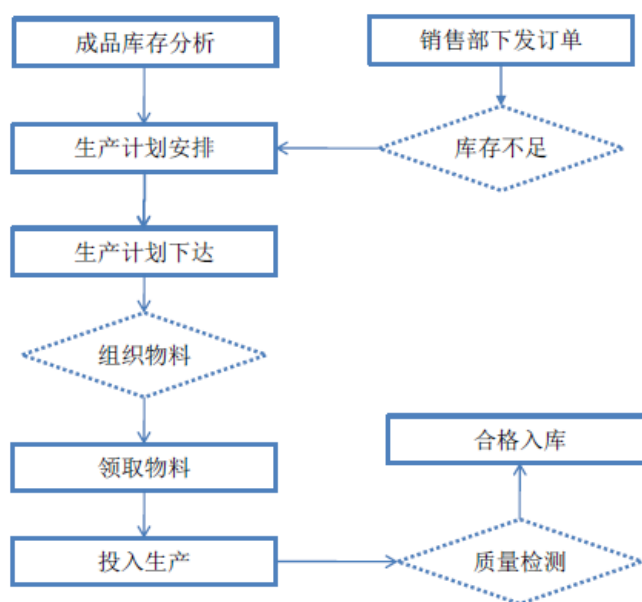 成品库存分析
销售部下发订单
生产计划安排
库存不足
生产计划下达
组织物料
领取物料
合格入库
投入生产
质量检测